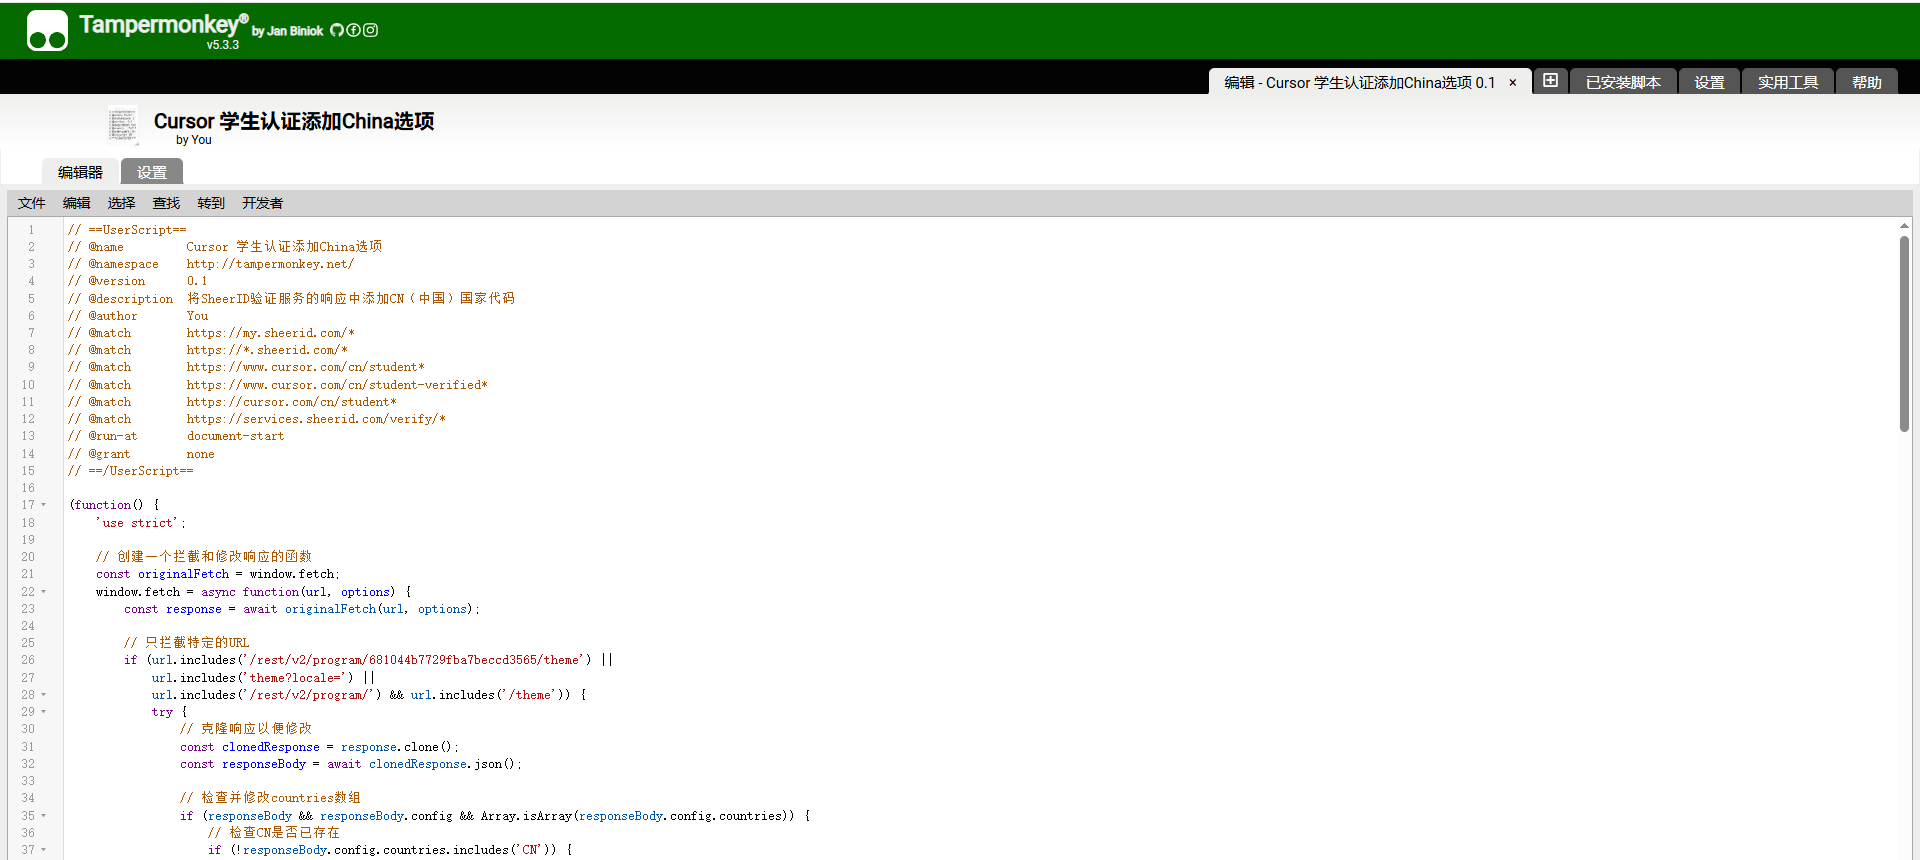 Tampermonkey® by Jan Biniok
v5.3.3
编辑 - Cursor 学生认证添加China选项 0.1 × 已安装脚本 设置 实用工具 帮助
Cursor 学生认证添加China选项
by You
编辑器 设置
文件 编辑 选择 查找 转到 开发者
1 // ==UserScript==
2 // @name Cursor 学生认证添加China选项
3 // @namespace http://tampermonkey.net/
4 // @version 0.1
5 // @description 将SheerID验证服务的响应中添加CN（中国）国家代码
6 // @author You
7 // @match https://my.sheerid.com/*
8 // @match https://*.sheerid.com/*
9 // @match https://www.cursor.com/cn/student*
10 // @match https://www.cursor.com/cn/student-verified*
11 // @match https://cursor.com/cn/student*
12 // @match https://services.sheerid.com/verify/*
13 // @run-at document-start
14 // @grant none
15 // ==/UserScript==
16
17 (function() {
18 'use strict';
19
20 // 创建一个拦截和修改响应的函数
21 const originalFetch = window.fetch;
22 window.fetch = async function(url, options) {
23 const response = await originalFetch(url, options);
24
25 // 只拦截特定的URL
26 if (url.includes('/rest/v2/program/681044b7729fba7beccd3565/theme') ||
27 url.includes('theme?locale=') ||
28 url.includes('/rest/v2/program/') && url.includes('/theme')) {
29 try {
30 // 克隆响应以便修改
31 const clonedResponse = response.clone();
32 const responseBody = await clonedResponse.json();
33
34 // 检查并修改countries数组
35 if (responseBody && responseBody.config && Array.isArray(responseBody.config.countries)) {
36 // 检查CN是否已存在
37 if (!responseBody.config.countries.includes('CN')) {